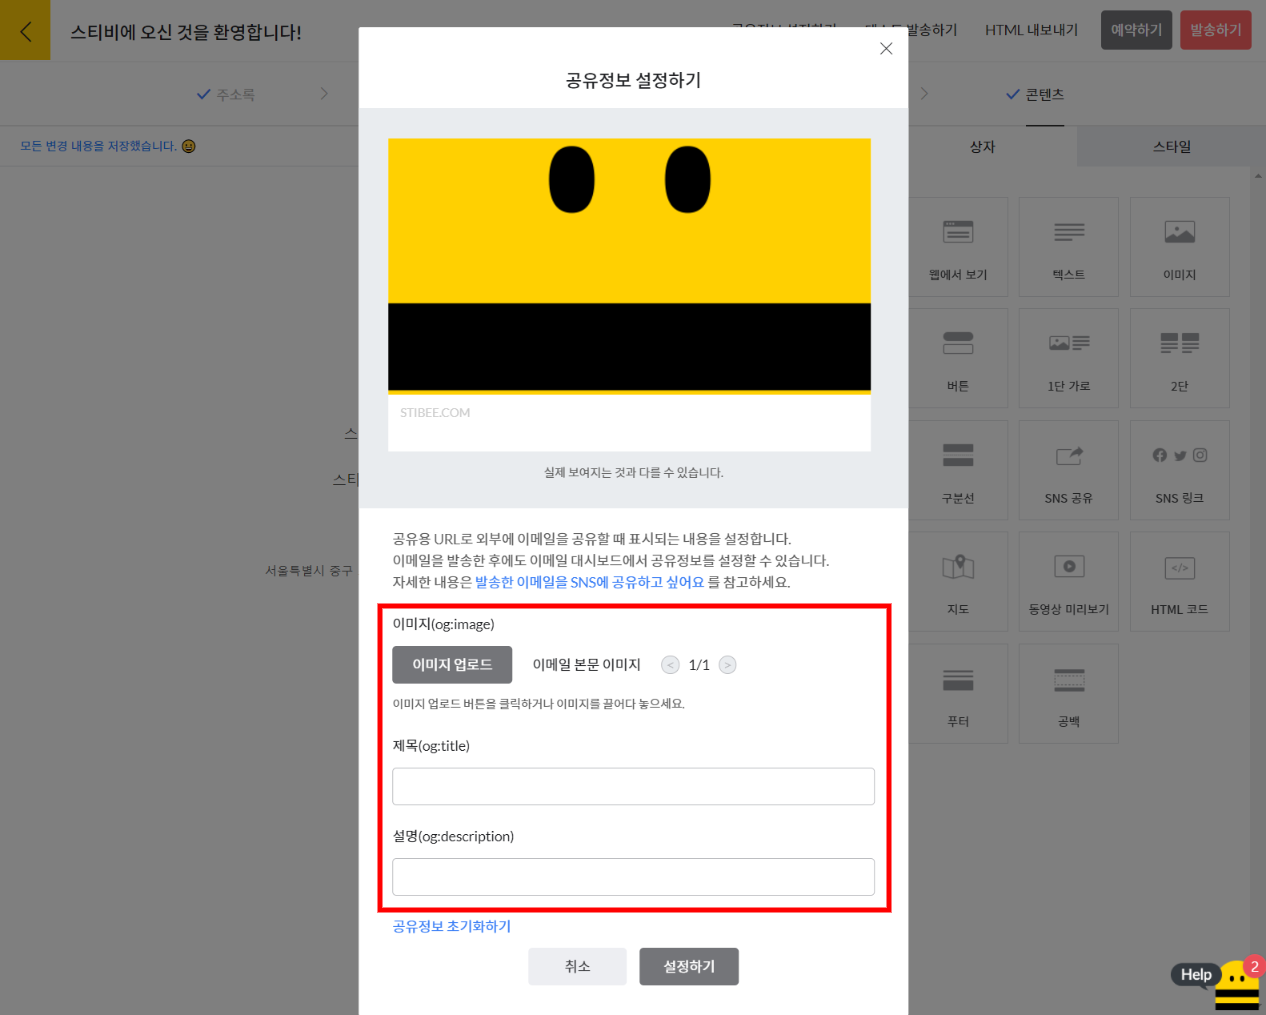 스티비에 오신 것을 환영합니다!
발송하기
HTML 내보내기
예약하기
발송하기
공유정보 설정하기
주소록
콘텐츠
모든 변경 내용을 저장했습니다.
상자
스타일
STIBEE.COM
실제 보여지는 것과 다를 수 있습니다.
웹에서 보기
텍스트
이미지
버튼
1단 가로
2단
구분선
SNS 공유
SNS 링크
지도
동영상 미리보기
HTML 코드
푸터
공백
스
스티
서울특별시 중구
공유용 URL로 외부에 이메일을 공유할 때 표시되는 내용을 설정합니다.
이메일을 발송한 후에도 이메일 대시보드에서 공유정보를 설정할 수 있습니다.
자세한 내용은 발송한 이메일을 SNS에 공유하고 싶어요 를 참고하세요.
이미지(og:image)
이미지 업로드
이메일 본문 이미지
< 1/1 >
이미지 업로드 버튼을 클릭하거나 이미지를 끌어다 놓으세요.
제목(og:title)
설명(og:description)
공유정보 초기화하기
취소
설정하기
Help
2